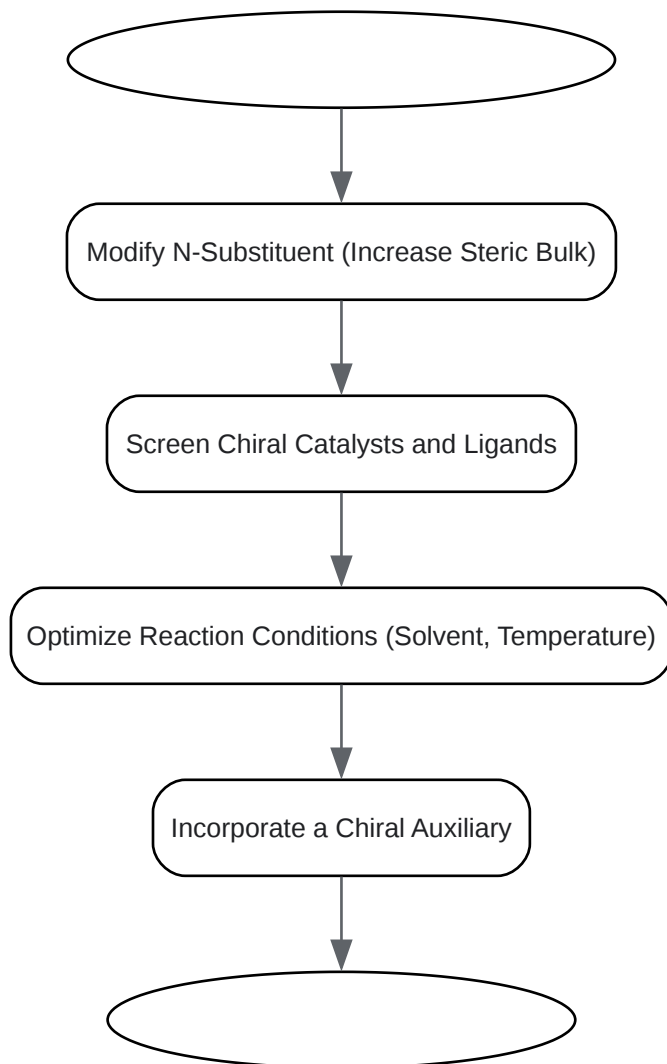 Modify N-Substituent (Increase Steric Bulk)
Screen Chiral Catalysts and Ligands
Optimize Reaction Conditions (Solvent, Temperature)
Incorporate a Chiral Auxiliary